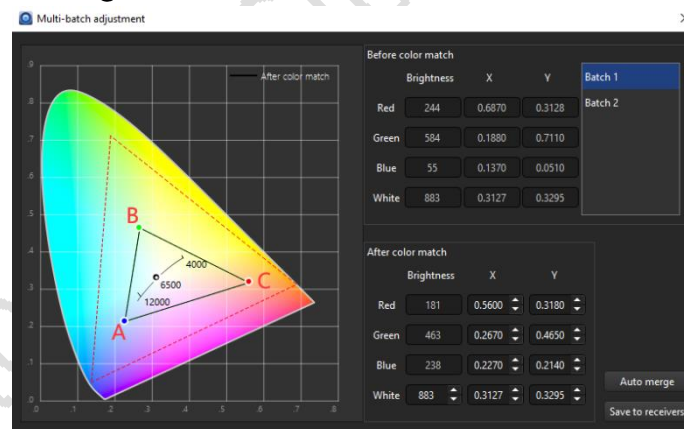 Multi-batch adjustment
After color match
.9
.8
.7
.6
.5
.4
.3
.2
.1
.0
.0 .1 .2 .3 .4 .5 .6 .7 .8
B
4000
6500
12000
C
A
Before color match
Brightness X Y
Red 244 0.6870 0.3128
Green 584 0.1880 0.7110
Blue 55 0.1370 0.0510
White 883 0.3127 0.3295
Batch 1
Batch 2
After color match
Brightness X Y
Red 181 0.5600 0.3180
Green 463 0.2670 0.4650
Blue 238 0.2270 0.2140
White 883 0.3127 0.3295
Auto merge
Save to receivers